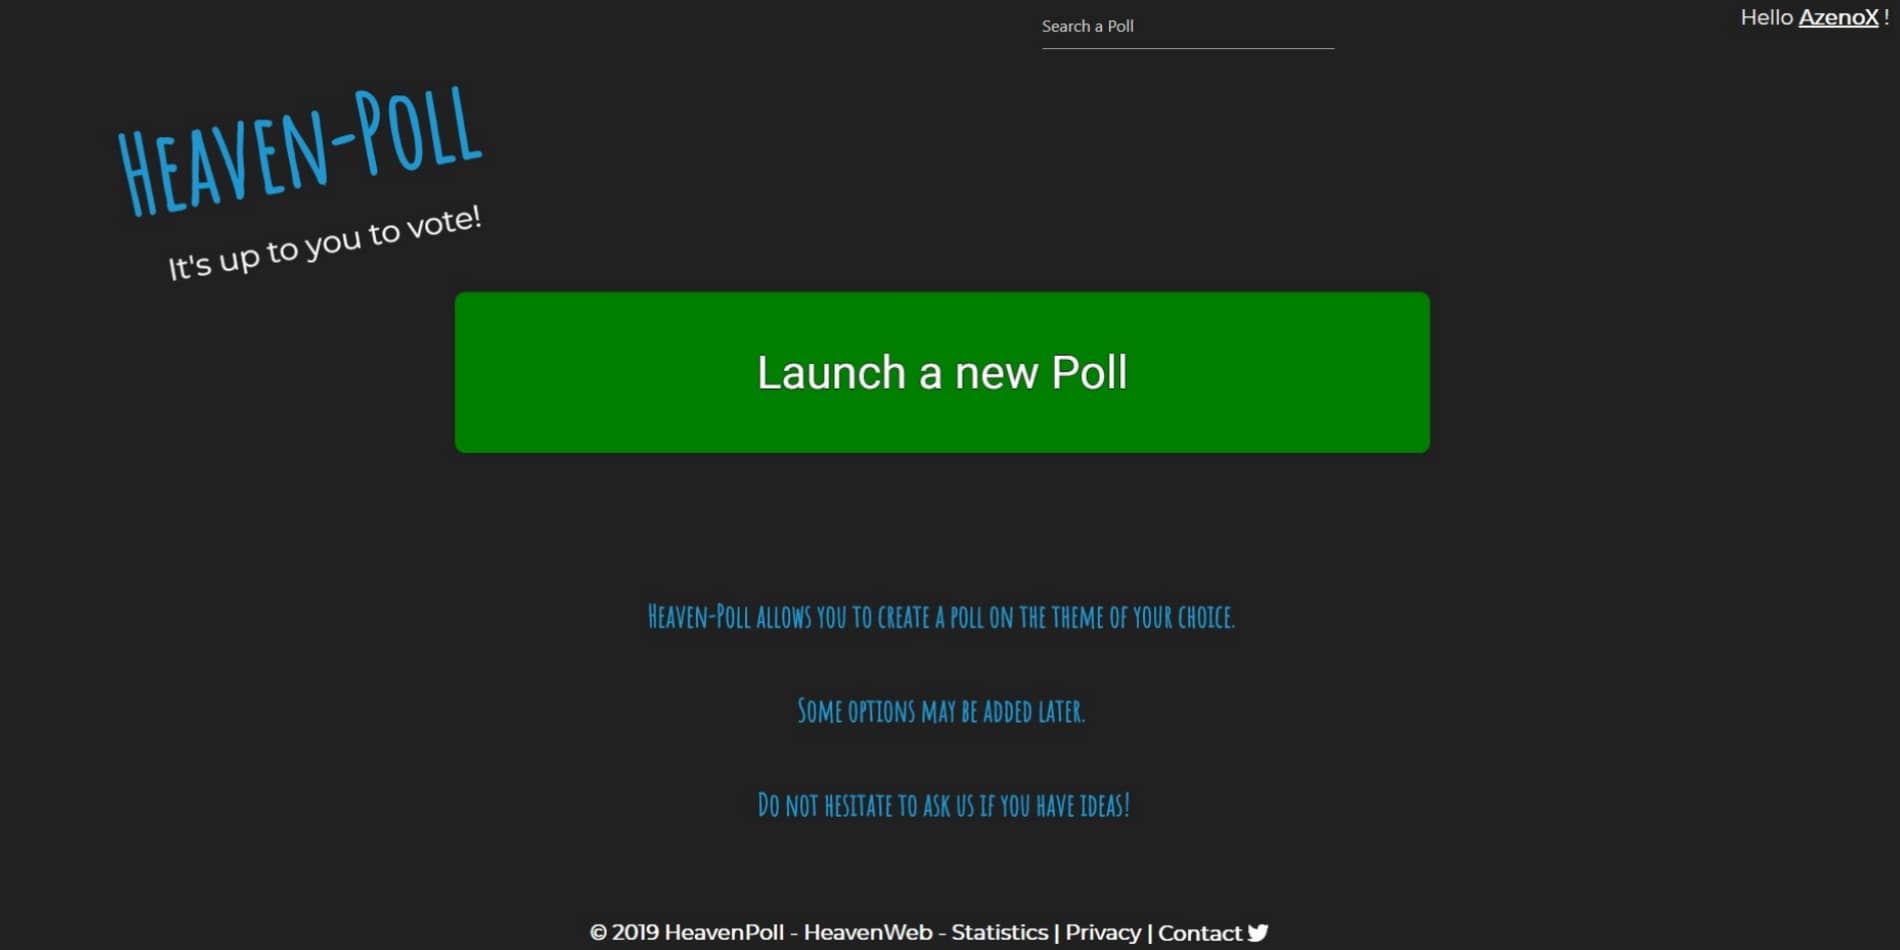 Search a Poll
Hello AzenoX !
Heaven-Poll
It's up to you to vote!
Launch a new Poll
Heaven-Poll allows you to create a poll on the theme of your choice.
Some options may be added later.
Do not hesitate to ask us if you have ideas!
© 2019 HeavenPoll - HeavenWeb - Statistics | Privacy | Contact